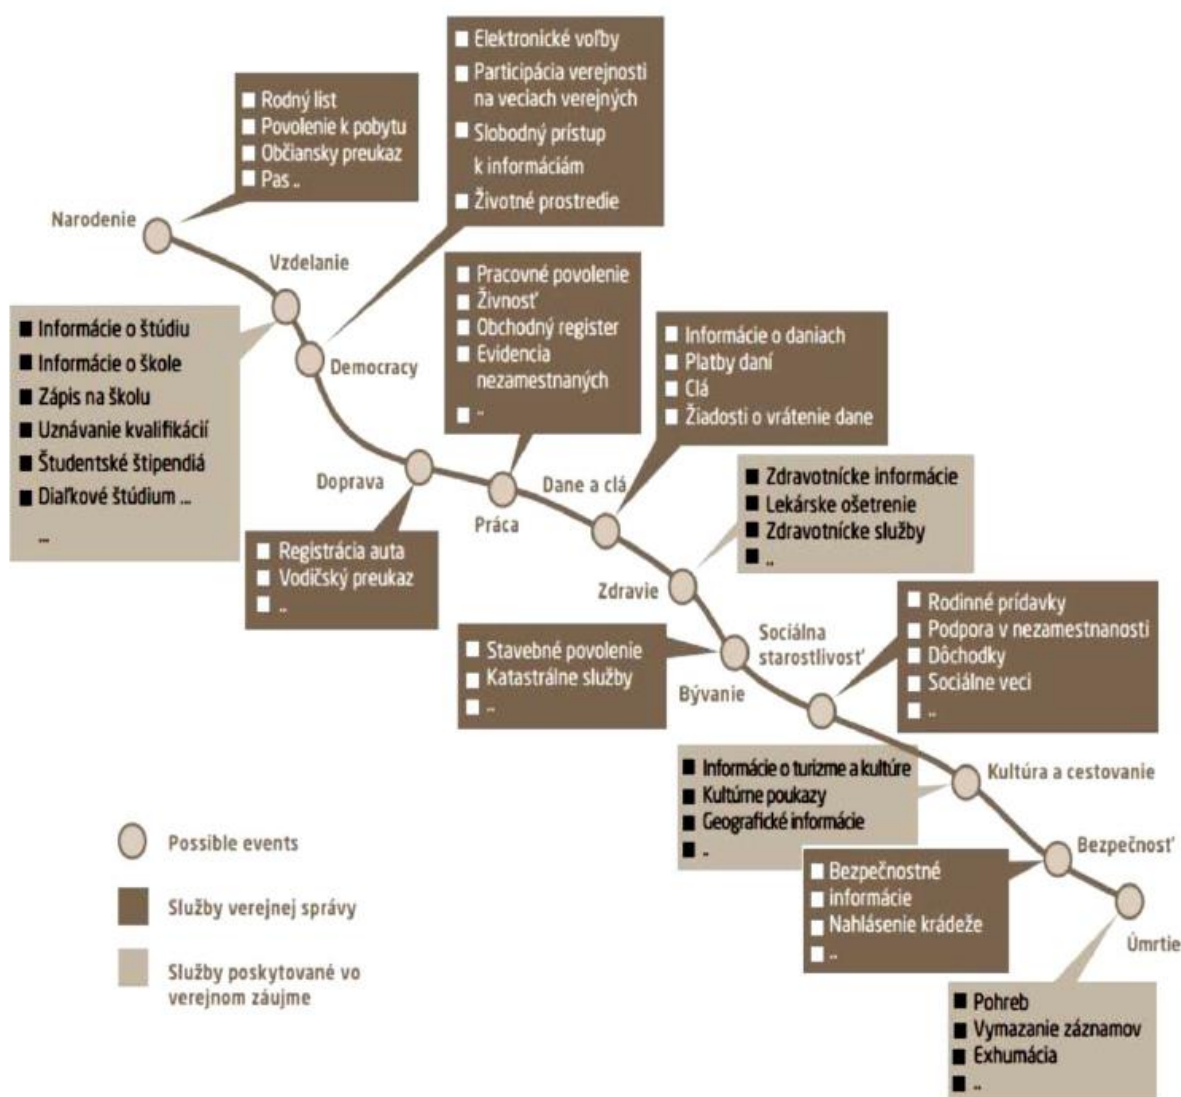 Elektronické voľby
Participácia verejnosti
na veciach verejných
Slobodný prístup
k informáciám
Životné prostredie
Rodný list
Povolenie k pobytu
Občiansky preukaz
Pas ..
Narodenie
Vzdelanie
Informácie o štúdiu
Informácie o škole
Zápis na školu
Uznávanie kvalifikácií
Študentské štipendiá
Diaľkové štúdium ...
...
Democracy
Pracovné povolenie
Živnosť
Obchodný register
Evidencia
nezamestnaných
..
Informácie o daniach
Platby daní
Clá
Žiadosti o vrátenie dane
Doprava
Práca
Dane a clá
Registrácia auta
Vodičský preukaz
..
Zdravotnícke informácie
Lekárske ošetrenie
Zdravotnícke služby
..
Zdravie
Stavebné povolenie
Katastrálne služby
..
Bývanie
Sociálna
starostlivosť
Rodinné prídavky
Podpora v nezamestnanosti
Dôchodky
Sociálne veci
..
Informácie o turizme a kultúre
Kultúrne poukazy
Geografické informácie
..
Kultúra a cestovanie
Bezpečnosť
Bezpečnostné
informácie
Nahlásenie krádeže
..
Úmrtie
Pohreb
Vymazanie záznamov
Exhumácia
..
Possible events
Služby verejnej správy
Služby poskytované vo
verejnom záujme